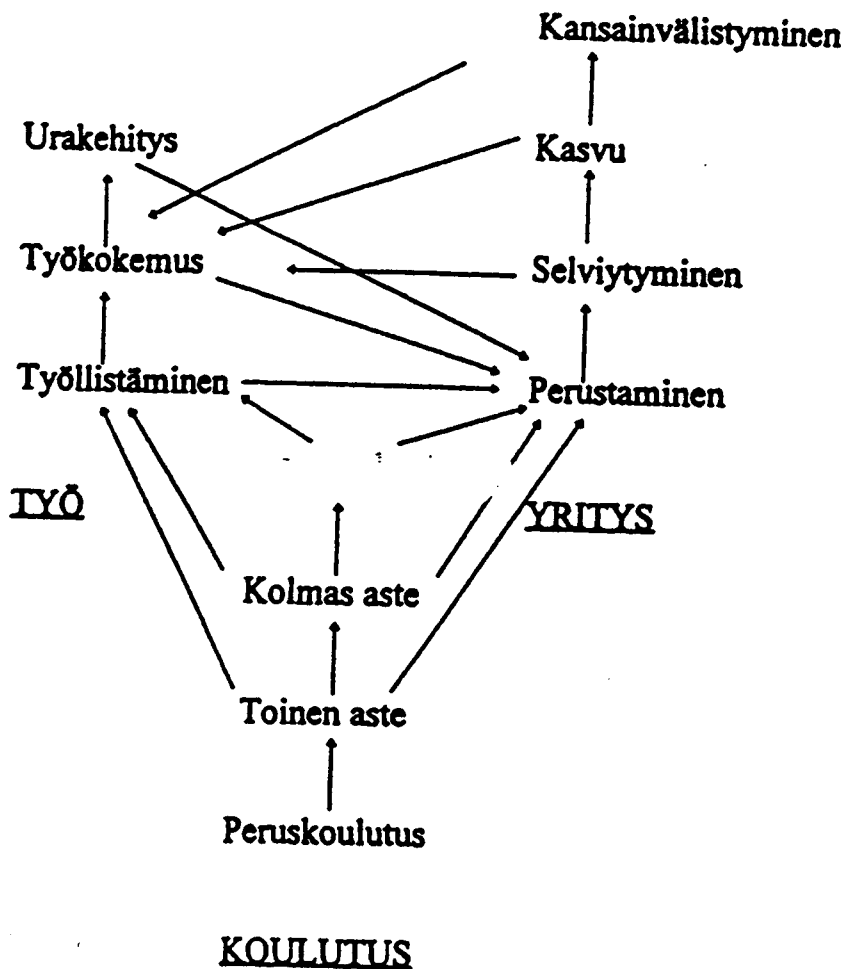 Kansainvälistyminen
Urakehitys
Kasvu
Työkokemus
Selviytyminen
Työllistäminen
Perustaminen
TYÖ
YRITYS
Kolmas aste
Toinen aste
Peruskoulutus
KOULUTUS